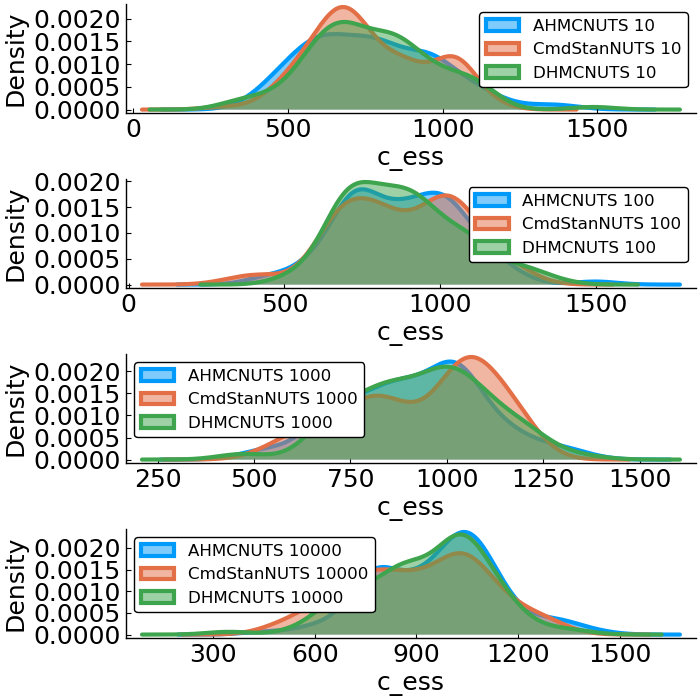 Density
0.0020
0.0015
0.0010
0.0005
0.0000
AHMCNUTS 10
CmdStanNUTS 10
DHMCNUTS 10
0 500 1000 1500
c_ess
Density
0.0020
0.0015
0.0010
0.0005
0.0000
AHMCNUTS 100
CmdStanNUTS 100
DHMCNUTS 100
0 500 1000 1500
c_ess
Density
0.0020
0.0015
0.0010
0.0005
0.0000
AHMCNUTS 1000
CmdStanNUTS 1000
DHMCNUTS 1000
250 500 750 1000 1250 1500
c_ess
Density
0.0020
0.0015
0.0010
0.0005
0.0000
AHMCNUTS 10000
CmdStanNUTS 10000
DHMCNUTS 10000
300 600 900 1200 1500
c_ess